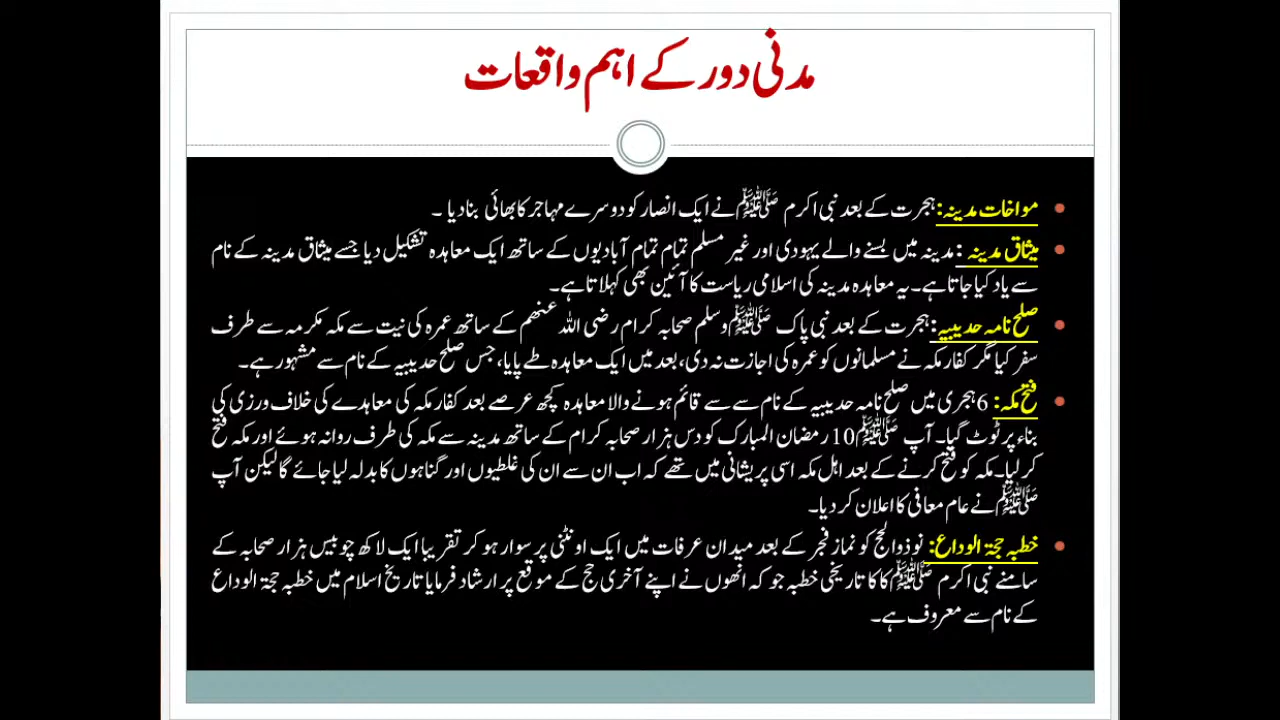 مدنی دور کے اہم واقعات
مواخات مدینہ: ہجرت کے بعد نبی اکرم ﷺ نے ایک انصار کو دوسرے مہاجر کا بھائی بنا دیا ۔
میثاق مدینہ : مدینہ میں بسنے والے یہودی اور غیر مسلم تمام تمام آبادیوں کے ساتھ ایک معاہدہ تشکیل دیا جسے میثاق مدینہ کے نام
سے یاد کیا جاتا ہے۔ یہ معاہدہ مدینہ کی اسلامی ریاست کا آئین بھی کہلاتا ہے۔
صلح نامہ حدیبیہ: ہجرت کے بعد نبی پاک ﷺ وسلم صحابہ کرام رضی اللہ عنھم کے ساتھ عمرہ کی نیت سے مکہ مکرمہ سے طرف
سفر کیا مگر کفار مکہ نے مسلمانوں کو عمرہ کی اجازت نہ دی، بعد میں ایک معاہدہ طے پایا، جس صلح حدیبیہ کے نام سے مشہور ہے۔
فتح مکہ: 6 ہجری میں صلح نامہ حدیبیہ کے نام سے سے قائم ہونے والا معاہدہ کچھ عرصے بعد کفار مکہ کی معاہدے کی خلاف ورزی کی
بناء پر ٹوٹ گیا۔ آپ ﷺ 10 رمضان المبارک کو دس ہزار صحابہ کرام کے ساتھ مدینہ سے مکہ کی طرف روانہ ہوئے اور مکہ فتح
کر لیا۔ مکہ کو فتح کرنے کے بعد اہل مکہ اسی پریشانی میں تھے کہ اب ان سے ان کی غلطیوں اور گناہوں کا بدلہ لیا جائے گا لیکن آپ
ﷺ نے عام معافی کا اعلان کر دیا۔
خطبہ حجۃ الوداع: نو ذوالحج کو نماز فجر کے بعد میدان عرفات میں ایک اونٹنی پر سوار ہو کر تقریبا ایک لاکھ چوبیس ہزار صحابہ کے
سامنے نبی اکرم ﷺ کا کا تاریخی خطبہ جو کہ انھوں نے اپنے آخری حج کے موقع پر ارشاد فرمایا تاریخ اسلام میں خطبہ حجۃ الوداع
کے نام سے معروف ہے۔